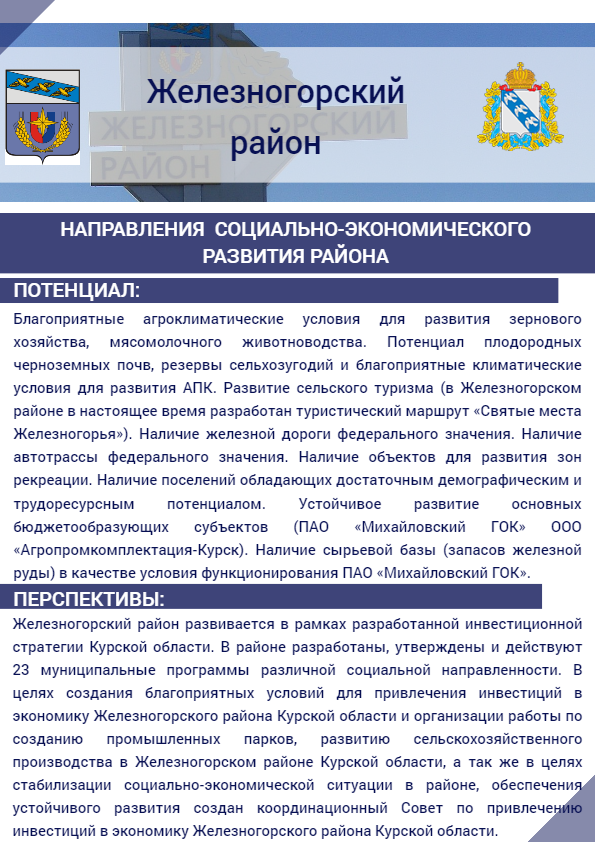 Железногорский
район
ЖЕЛЕЗНОГОРСКИЙ
РАЙОН
НАПРАВЛЕНИЯ СОЦИАЛЬНО-ЭКОНОМИЧЕСКОГО
РАЗВИТИЯ РАЙОНА
ПОТЕНЦИАЛ:
Благоприятные агроклиматические условия для развития зернового
хозяйства, мясомолочного животноводства. Потенциал плодородных
черноземных почв, резервы сельхозугодий и благоприятные климатические
условия для развития АПК. Развитие сельского туризма (в Железногорском
районе в настоящее время разработан туристический маршрут «Святые места
Железногорья»). Наличие железной дороги федерального значения. Наличие
автотрассы федерального значения. Наличие объектов для развития зон
рекреации. Наличие поселений обладающих достаточным демографическим и
трудоресурсным потенциалом. Устойчивое развитие основных
бюджетообразующих субъектов (ПАО «Михайловский ГОК» ООО
«Агропромкомплектация-Курск). Наличие сырьевой базы (запасов железной
руды) в качестве условия функционирования ПАО «Михайловский ГОК».
ПЕРСПЕКТИВЫ:
Железногорский район развивается в рамках разработанной инвестиционной
стратегии Курской области. В районе разработаны, утверждены и действуют
23 муниципальные программы различной социальной направленности. В
целях создания благоприятных условий для привлечения инвестиций в
экономику Железногорского района Курской области и организации работы по
созданию промышленных парков, развитию сельскохозяйственного
производства в Железногорском районе Курской области, а так же в целях
стабилизации социально-экономической ситуации в районе, обеспечения
устойчивого развития создан координационный Совет по привлечению
инвестиций в экономику Железногорского района Курской области.